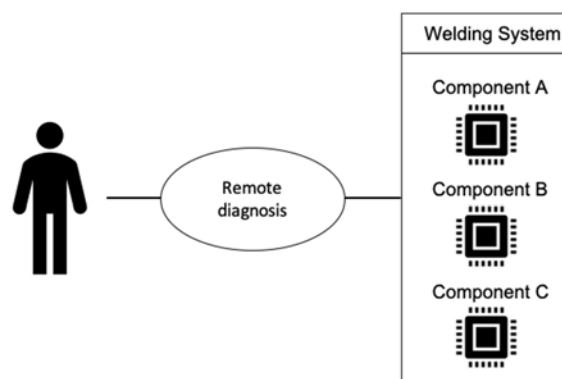 Welding System
Component A
Remote
diagnosis
Component B
Component C